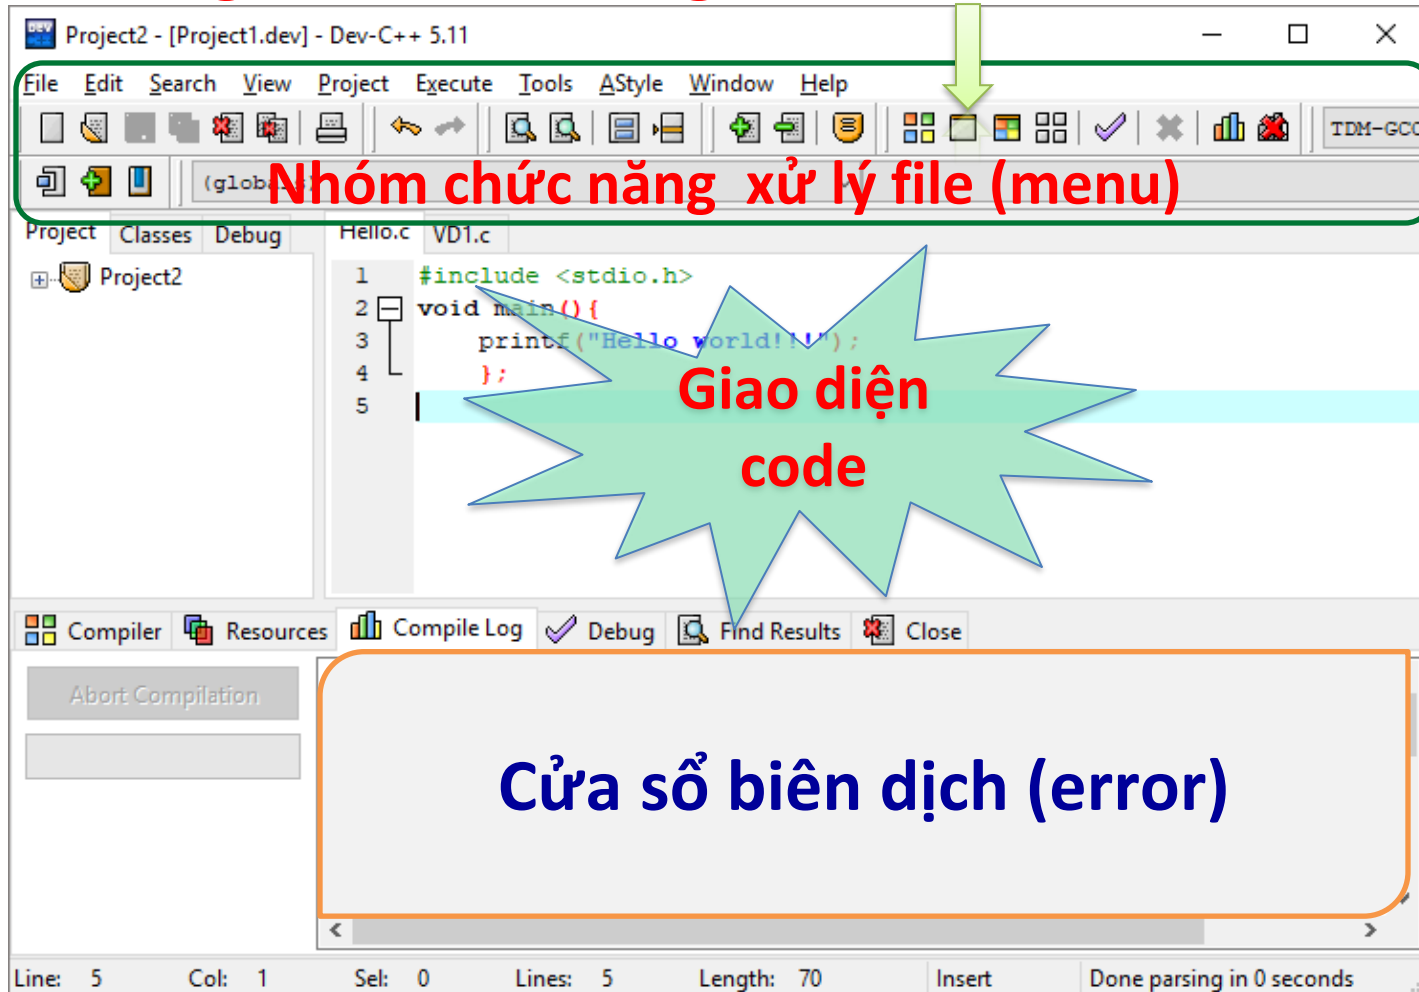 Project2 - [Project1.dev] - Dev-C++ 5.11
File Edit Search View Project Execute Tools AStyle Window Help
TDM-GCC
(globals)
Nhóm chức năng xử lý file (menu)
Project Classes Debug
Hello.c VD1.c
Project2
1 #include <stdio.h>
2 void main(){
3 printf("Hello world!!!");
4 };
5
Giao diện
code
Compiler Resources Compile Log Debug Find Results Close
Abort Compilation
Cửa sổ biên dịch (error)
Line: 5 Col: 1 Sel: 0 Lines: 5 Length: 70 Insert Done parsing in 0 seconds